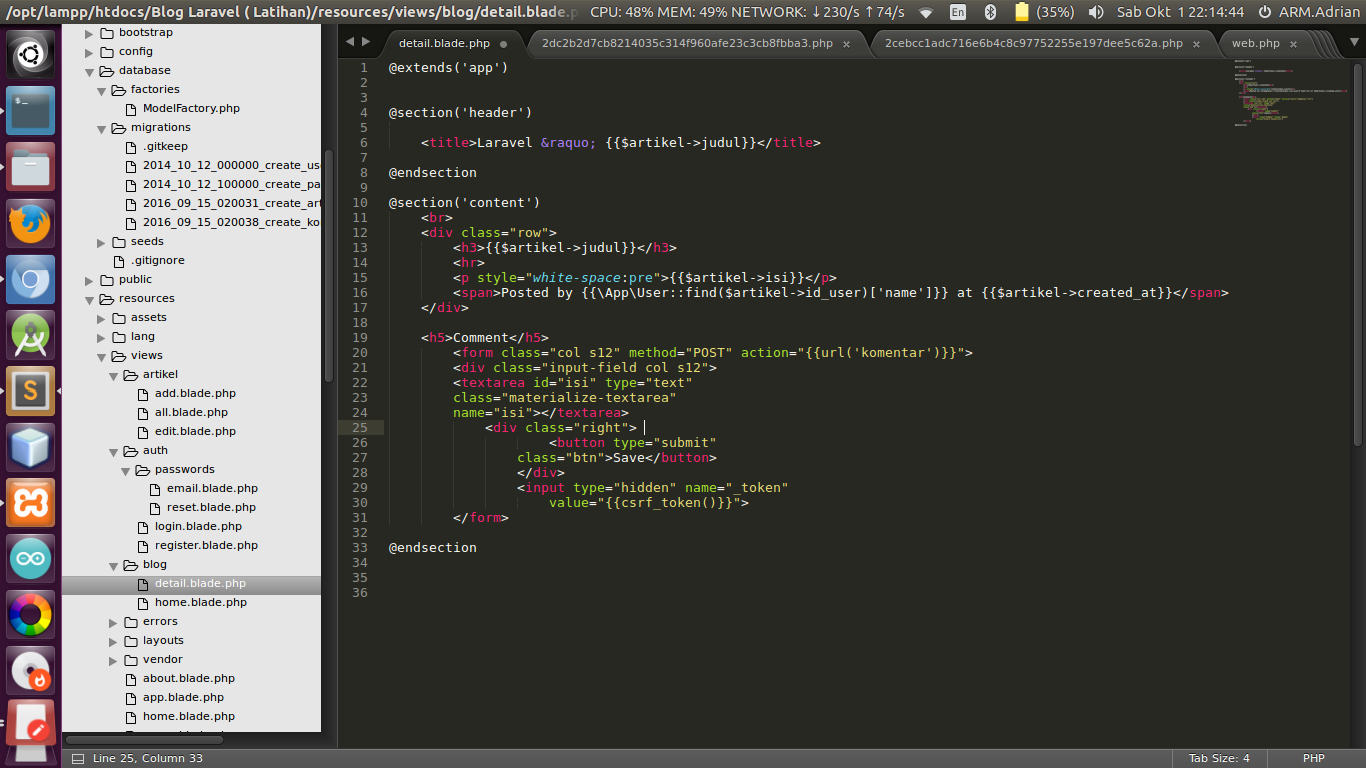 /opt/lampp/htdocs/Blog Laravel ( Latihan)/resources/views/blog/detail.blade.p CPU: 48% MEM: 49% NETWORK: ↓230/s ↑74/s En (35%) Sab Okt 1 22:14:44 ARM.Adrian
detail.blade.php 2dc2b2d7cb8214035c314f960afe23c3cb8fbba3.php × 2cebcc1adc716e6b4c8c97752255e197dee5c62a.php × web.php ×
bootstrap
config
database
factories
ModelFactory.php
migrations
.gitkeep
2014_10_12_000000_create_us
2014_10_12_100000_create_pa
2016_09_15_020031_create_art
2016_09_15_020038_create_ko
seeds
.gitignore
public
resources
assets
lang
views
artikel
add.blade.php
all.blade.php
edit.blade.php
auth
passwords
email.blade.php
reset.blade.php
login.blade.php
register.blade.php
blog
detail.blade.php
home.blade.php
errors
layouts
vendor
about.blade.php
app.blade.php
home.blade.php
1 @extends('app')
2
3
4 @section('header')
5
6 <title>Laravel &raquo; {{$artikel->judul}}</title>
7
8 @endsection
9
10 @section('content')
11 <br>
12 <div class="row">
13 <h3>{{$artikel->judul}}</h3>
14 <hr>
15 <p style="white-space:pre">{{$artikel->isi}}</p>
16 <span>Posted by {{\App\User::find($artikel->id_user)['name']}} at {{$artikel->created_at}}</span>
17 </div>
18
19 <h5>Comment</h5>
20 <form class="col s12" method="POST" action="{{url('komentar')}}">
21 <div class="input-field col s12">
22 <textarea id="isi" type="text"
23 class="materialize-textarea"
24 name="isi"></textarea>
25 <div class="right">
26 <button type="submit"
27 class="btn">Save</button>
28 </div>
29 <input type="hidden" name="_token"
30 value="{{csrf_token()}}">
31 </form>
32
33 @endsection
34
35
36
Line 25, Column 33 Tab Size: 4 PHP